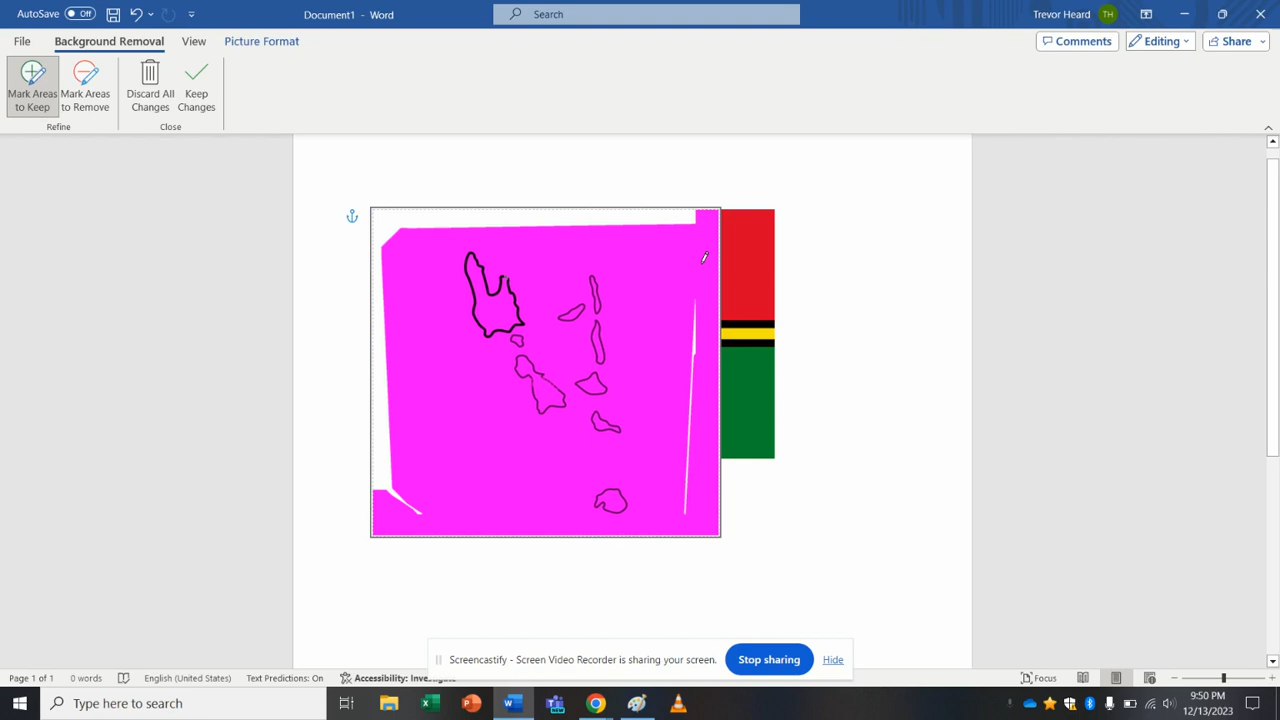 AutoSave Off Document1 - Word Search Trevor Heard TH
File Background Removal View Picture Format Comments Editing Share
Mark Areas to Keep Mark Areas to Remove Discard All Changes Keep Changes
Refine Close
Screencastify - Screen Video Recorder is sharing your screen. Stop sharing Hide
Page 1 of 1 0 words English (United States) Text Predictions: On Accessibility: Investigate Focus
Type here to search 9:50 PM
12/13/2023